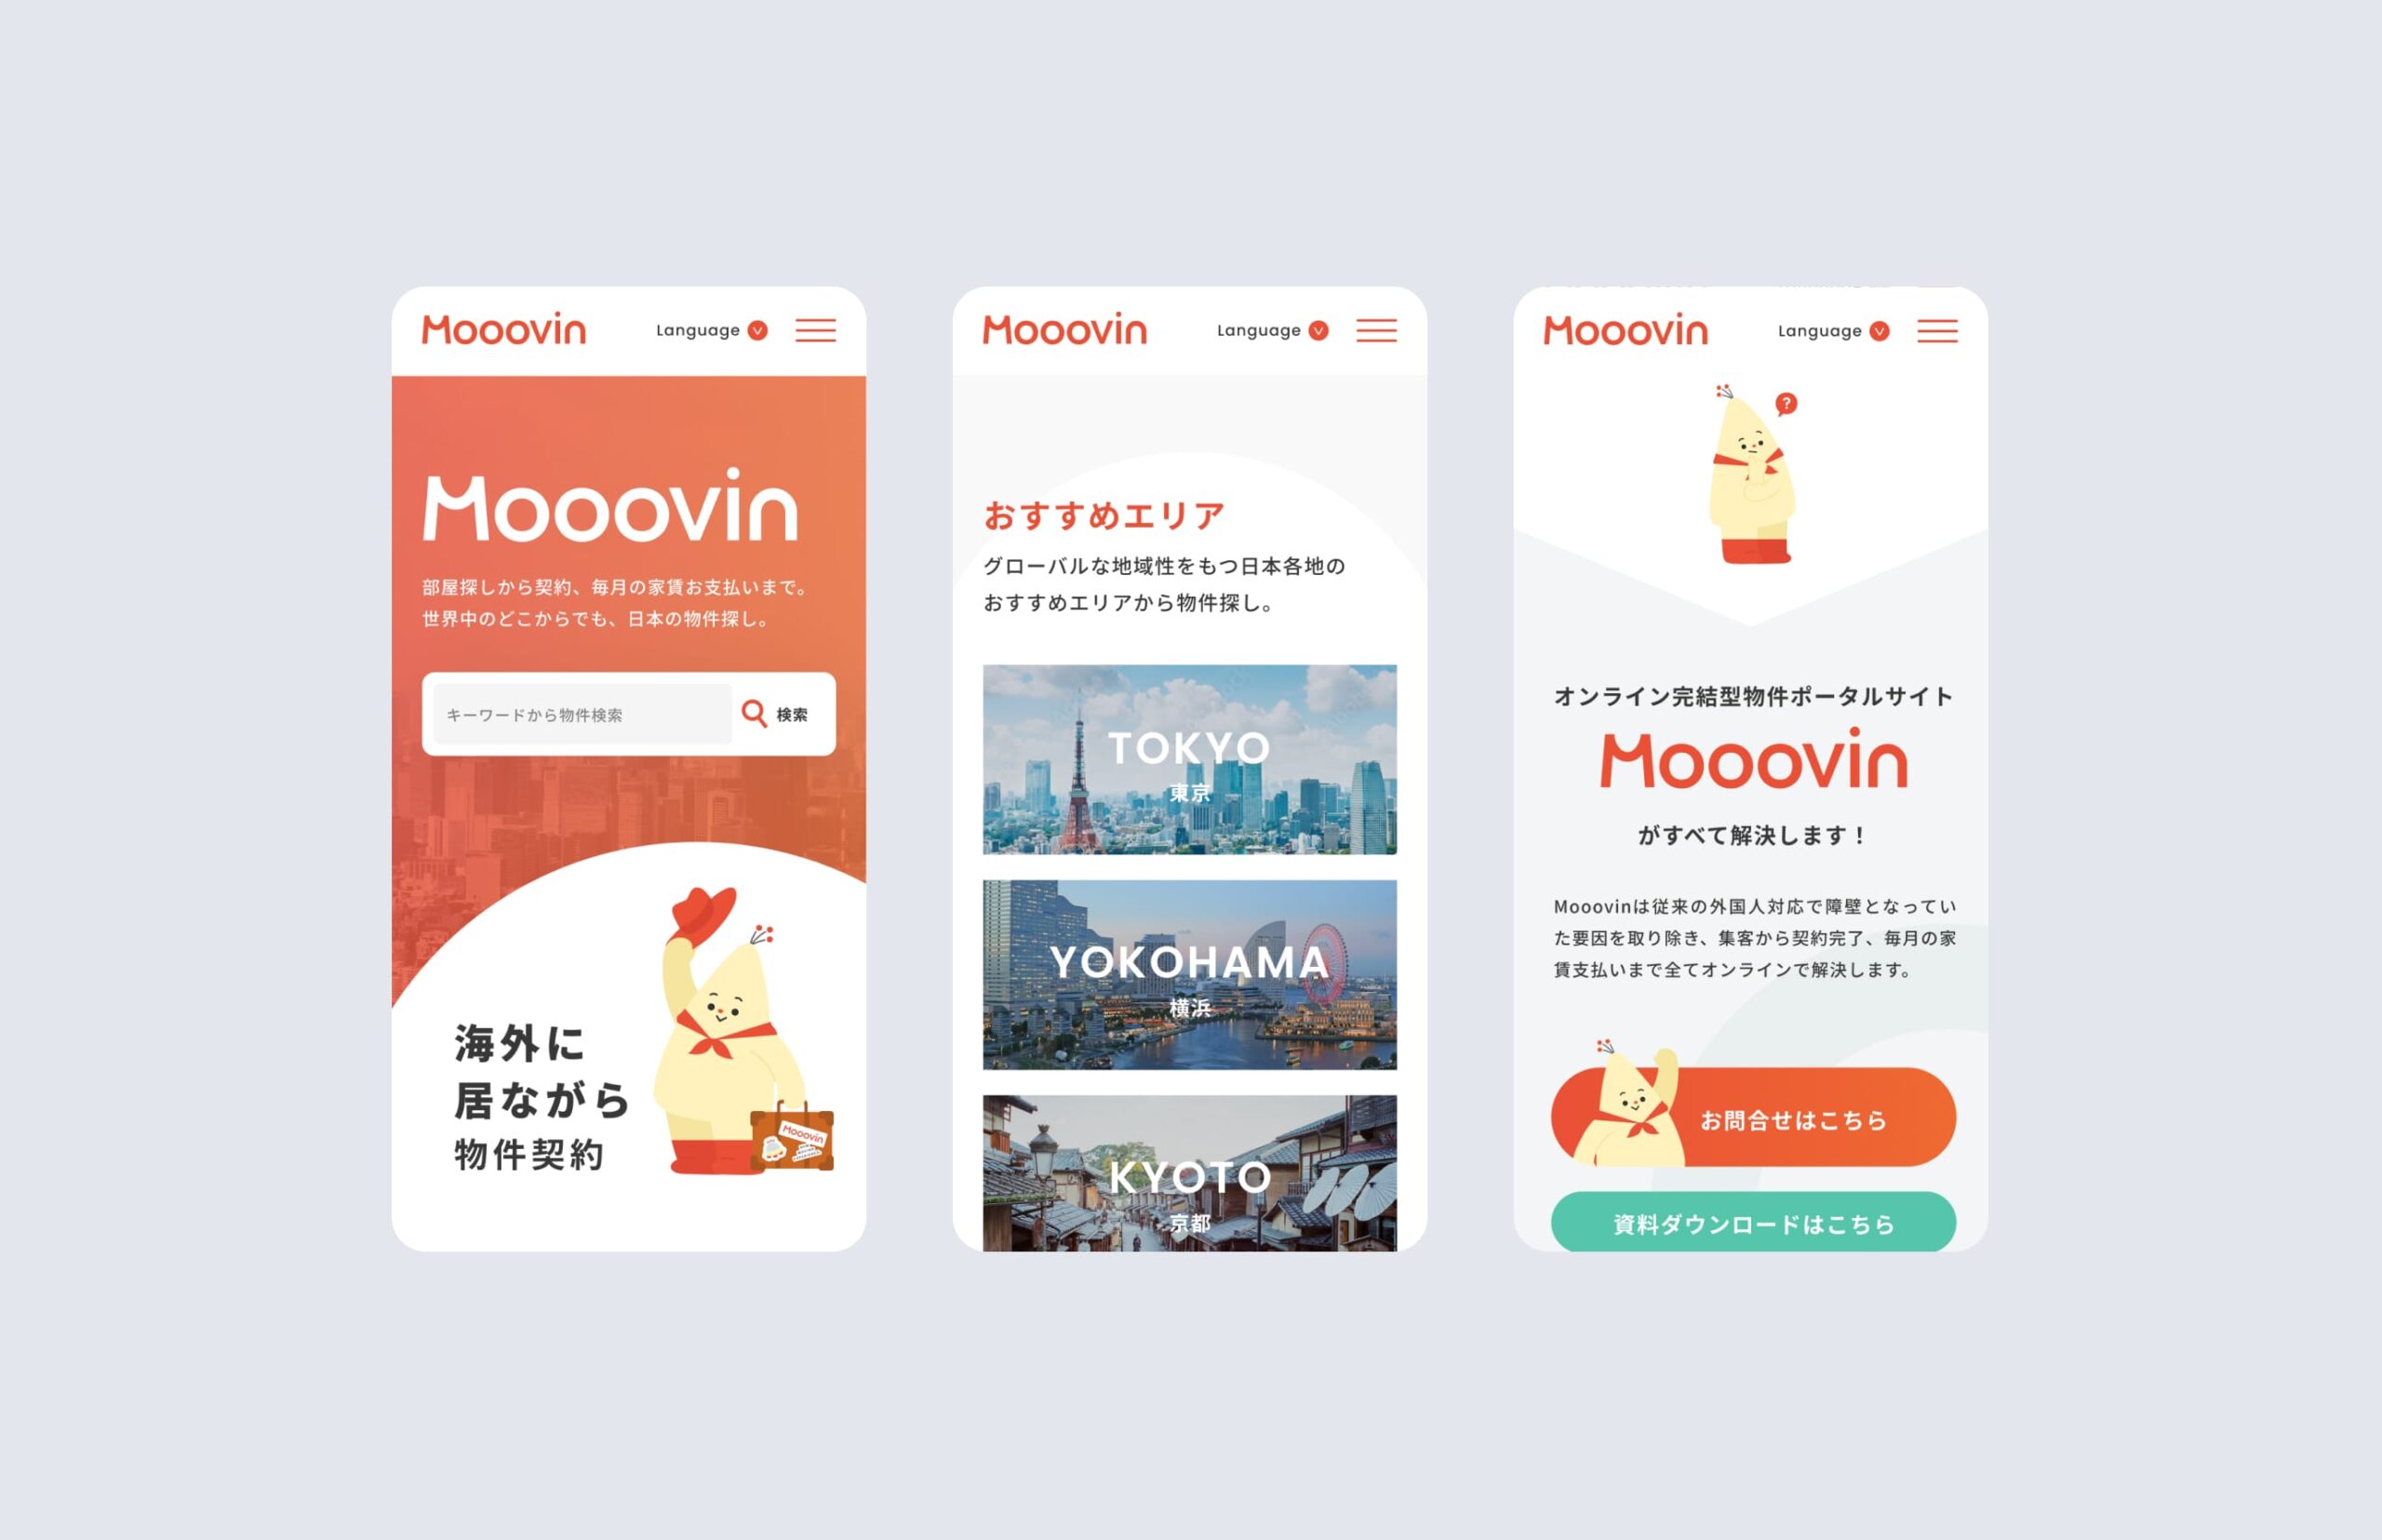 Mooovin
Language
Mooovin
部屋探しから契約、毎月の家賃お支払いまで。
世界中のどこからでも、日本の物件探し。
キーワードから物件検索
検索
海外に
居ながら
物件契約
Mooovin
Mooovin
Language
おすすめエリア
グローバルな地域性をもつ日本各地の
おすすめエリアから物件探し。
TOKYO
東京
YOKOHAMA
横浜
KYOTO
京都
Mooovin
Language
?
オンライン完結型物件ポータルサイト
Mooovin
がすべて解決します！
Mooovinは従来の外国人対応で障壁となってい
た要因を取り除き、集客から契約完了、毎月の家
賃支払いまで全てオンラインで解決します。
お問合せはこちら
資料ダウンロードはこちら